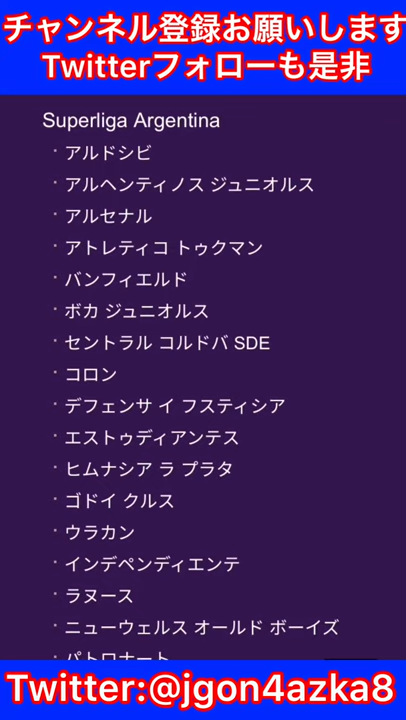 チャンネル登録お願いします
Twitterフォローも是非
Superliga Argentina
・アルドシビ
・アルヘンティノス ジュニオルス
・アルセナル
・アトレティコ トゥクマン
・バンフィエルド
・ボカ ジュニオルス
・セントラル コルドバ SDE
・コロン
・デフェンサ イ フスティシア
・エストゥディアンテス
・ヒムナシア ラ プラタ
・ゴドイ クルス
・ウラカン
・インデペンディエンテ
・ラヌース
・ニューウェルス オールド ボーイズ
・パトロナート
Twitter:@jgon4azka8